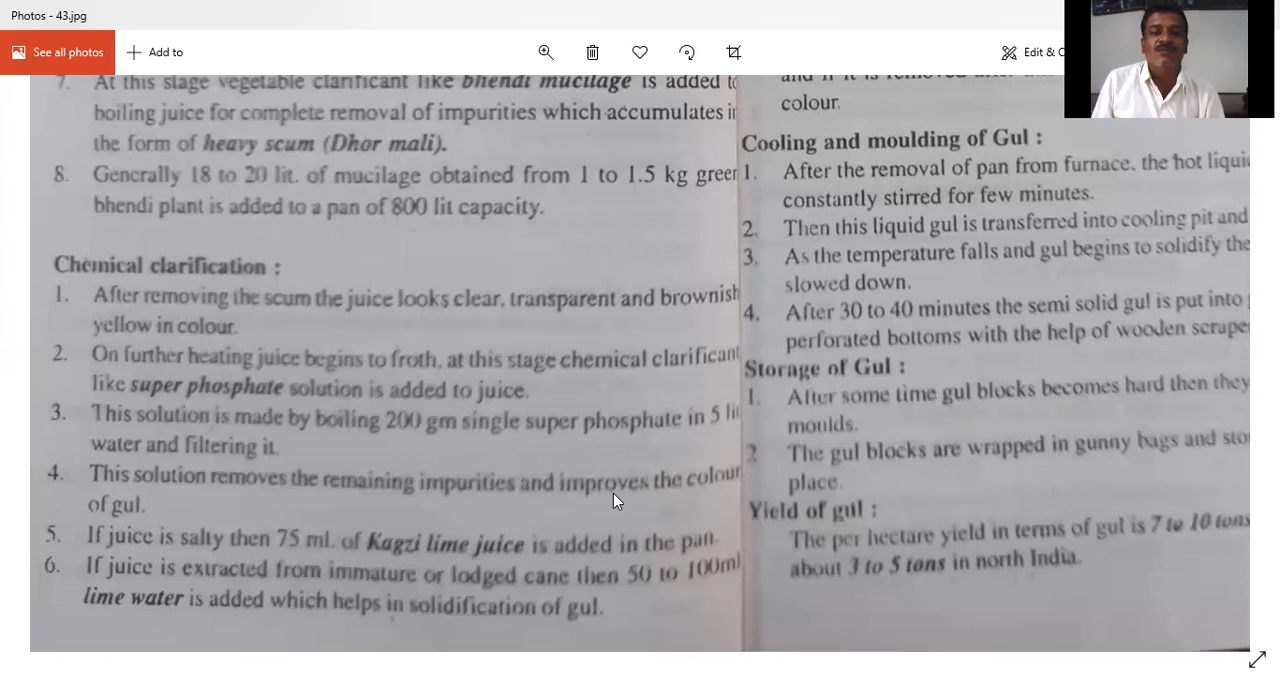 Photos - 43.jpg
See all photos
Add to
Edit & C
7. At this stage vegetable clarificant like bhendi mucilage is added to
boiling juice for complete removal of impurities which accumulates in
the form of heavy scum (Dhor mali).
8. Generally 18 to 20 lit. of mucilage obtained from 1 to 1.5 kg green
bhendi plant is added to a pan of 800 lit capacity.
Chemical clarification :
1. After removing the scum the juice looks clear, transparent and brownish
yellow in colour.
2. On further heating juice begins to froth, at this stage chemical clarificant
like super phosphate solution is added to juice.
3. This solution is made by boiling 200 gm single super phosphate in 5 lit
water and filtering it.
4. This solution removes the remaining impurities and improves the colour
of gul.
5. If juice is salty then 75 ml. of Kagzi lime juice is added in the pan.
6. If juice is extracted from immature or lodged cane then 50 to 100ml
lime water is added which helps in solidification of gul.
colour.
Cooling and moulding of Gul :
1. After the removal of pan from furnace, the hot liqui
constantly stirred for few minutes.
2. Then this liquid gul is transferred into cooling pit and
3. As the temperature falls and gul begins to solidify the
slowed down.
4. After 30 to 40 minutes the semi solid gul is put into
perforated bottoms with the help of wooden scrape
Storage of Gul :
1. After some time gul blocks becomes hard then they
moulds.
2 The gul blocks are wrapped in gunny bags and sto
place.
Yield of gul :
The per hectare yield in terms of gul is 7 to 10 tons
about 3 to 5 tons in north India.